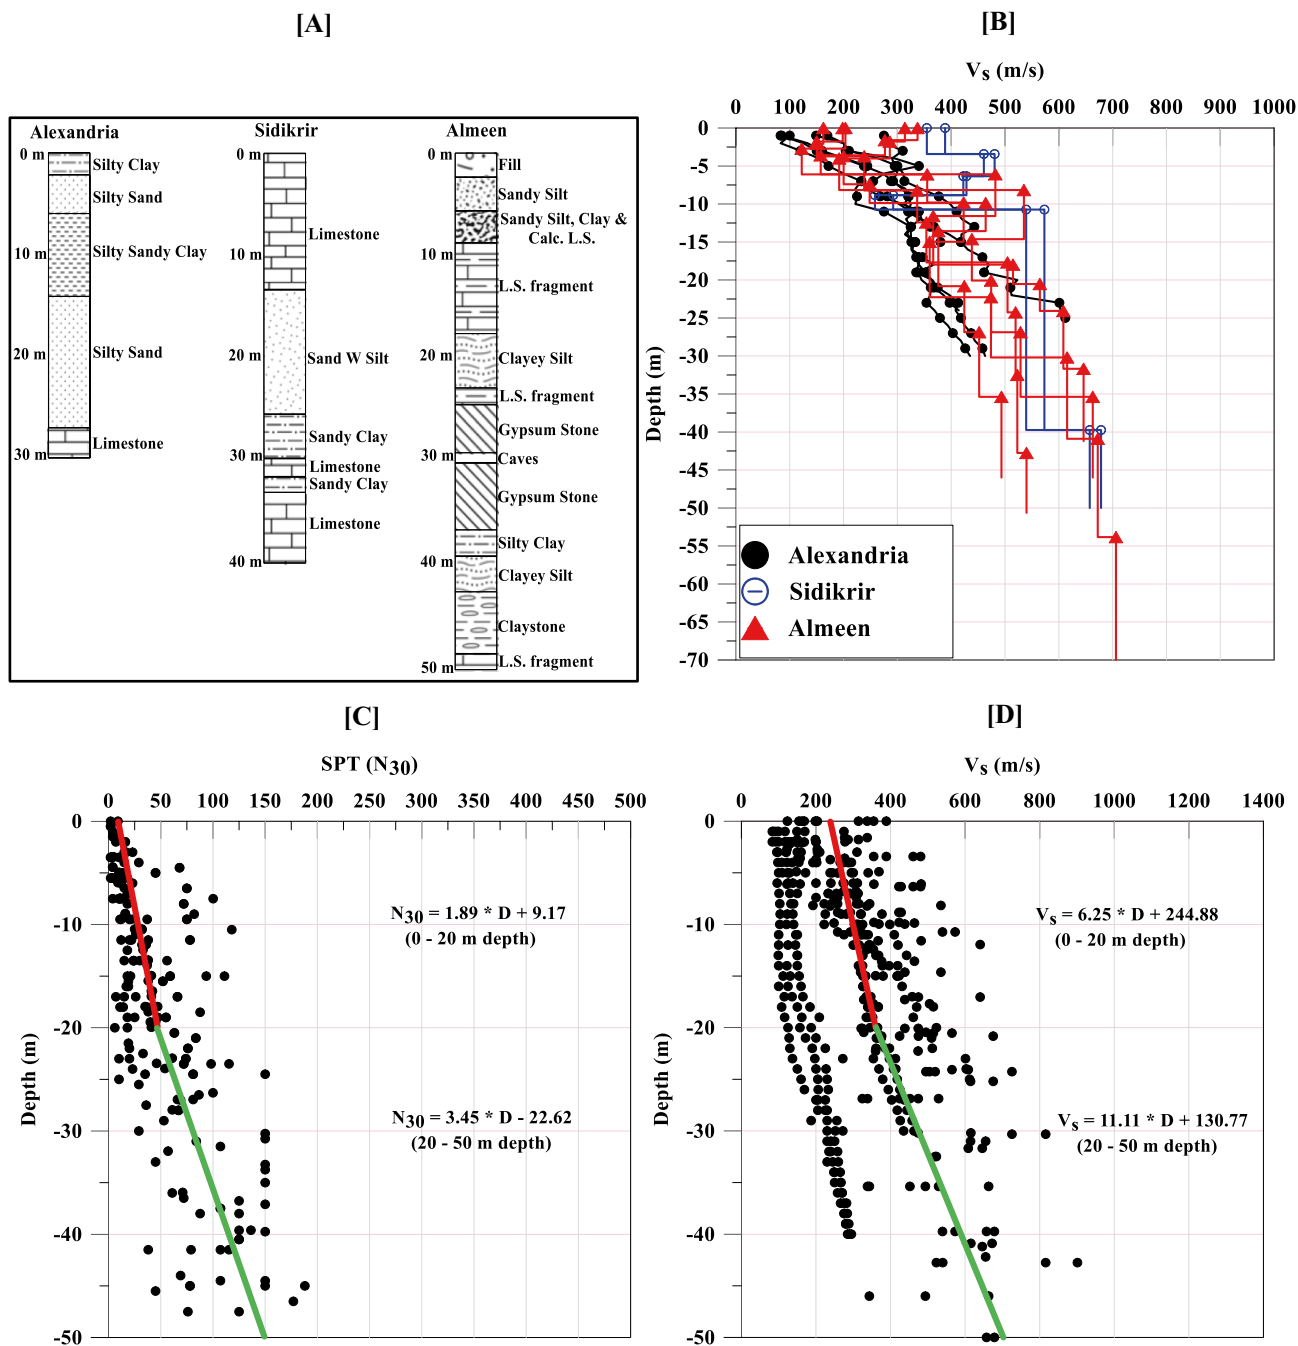 [A]
Alexandria
Sidikrir
Almeen
0 m
Silty Clay
Silty Sand
Silty Sandy Clay
10 m
Silty Sand
20 m
Limestone
30 m
0 m
Limestone
10 m
20 m
Sand W Silt
Sandy Clay
30 m
Limestone
Sandy Clay
Limestone
40 m
0 m
Fill
Sandy Silt
Sandy Silt, Clay &
Calc. L.S.
10 m
L.S. fragment
20 m
Clayey Silt
L.S. fragment
Gypsum Stone
30 m
Caves
Gypsum Stone
Silty Clay
40 m
Clayey Silt
Claystone
50 m
L.S. fragment
[B]
Vs (m/s)
0 100 200 300 400 500 600 700 800 900 1000
Depth (m)
0
-5
-10
-15
-20
-25
-30
-35
-40
-45
-50
-55
-60
-65
-70
Alexandria
Sidikrir
Almeen
[C]
SPT (N30)
0 50 100 150 200 250 300 350 400 450 500
Depth (m)
0
-10
-20
-30
-40
-50
N30 = 1.89 * D + 9.17
(0 - 20 m depth)
N30 = 3.45 * D - 22.62
(20 - 50 m depth)
[D]
Vs (m/s)
0 200 400 600 800 1000 1200 1400
Depth (m)
0
-10
-20
-30
-40
-50
Vs = 6.25 * D + 244.88
(0 - 20 m depth)
Vs = 11.11 * D + 130.77
(20 - 50 m depth)